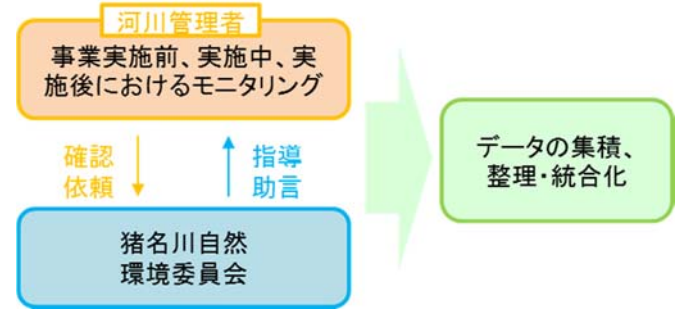 河川管理者
事業実施前、実施中、実
施後におけるモニタリング
確認
依頼
指導
助言
猪名川自然
環境委員会
データの集積、
整理・統合化